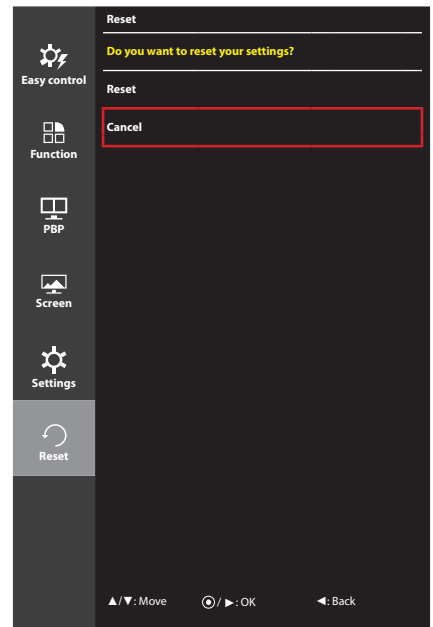 Reset
Do you want to reset your settings?
Reset
Cancel
Easy control
Function
PBP
Screen
Settings
Reset
▲/▼: Move ⦿/ ►: OK ◄: Back